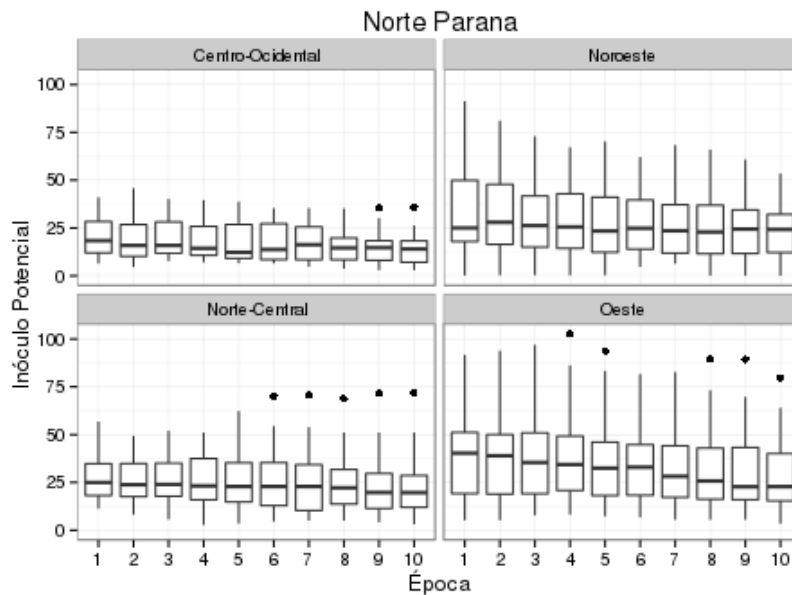 Norte Parana
Centro-Ocidental
Noroeste
100
75
50
25
0
Norte-Central
Oeste
100
75
50
25
0
1 2 3 4 5 6 7 8 9 10
1 2 3 4 5 6 7 8 9 10
Inóculo Potencial
Época